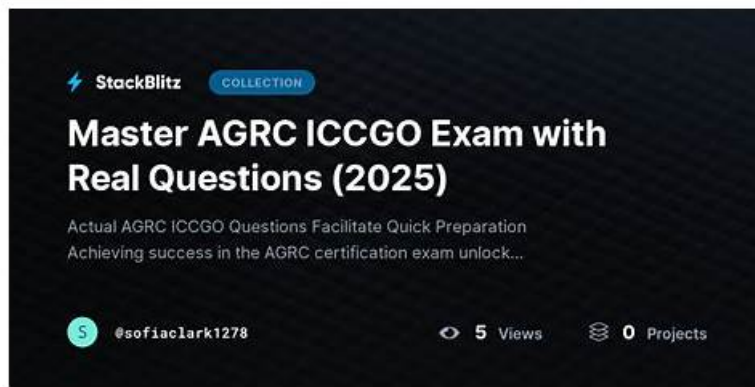 StackBlitz COLLECTION
Master AGRC ICCGO Exam with
Real Questions (2025)
Actual AGRC ICCGO Questions Facilitate Quick Preparation
Achieving success in the AGRC certification exam unlock...
S @sofiaclark1278 5 Views 0 Projects